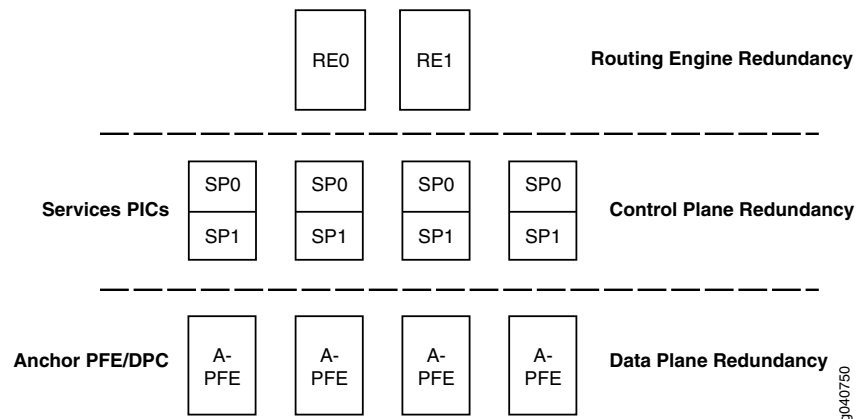 RE0 RE1 Routing Engine Redundancy
SP0 SP0 SP0 SP0
Services PICs Control Plane Redundancy
SP1 SP1 SP1 SP1
Anchor PFE/DPC A-PFE A-PFE A-PFE A-PFE Data Plane Redundancy
g040750